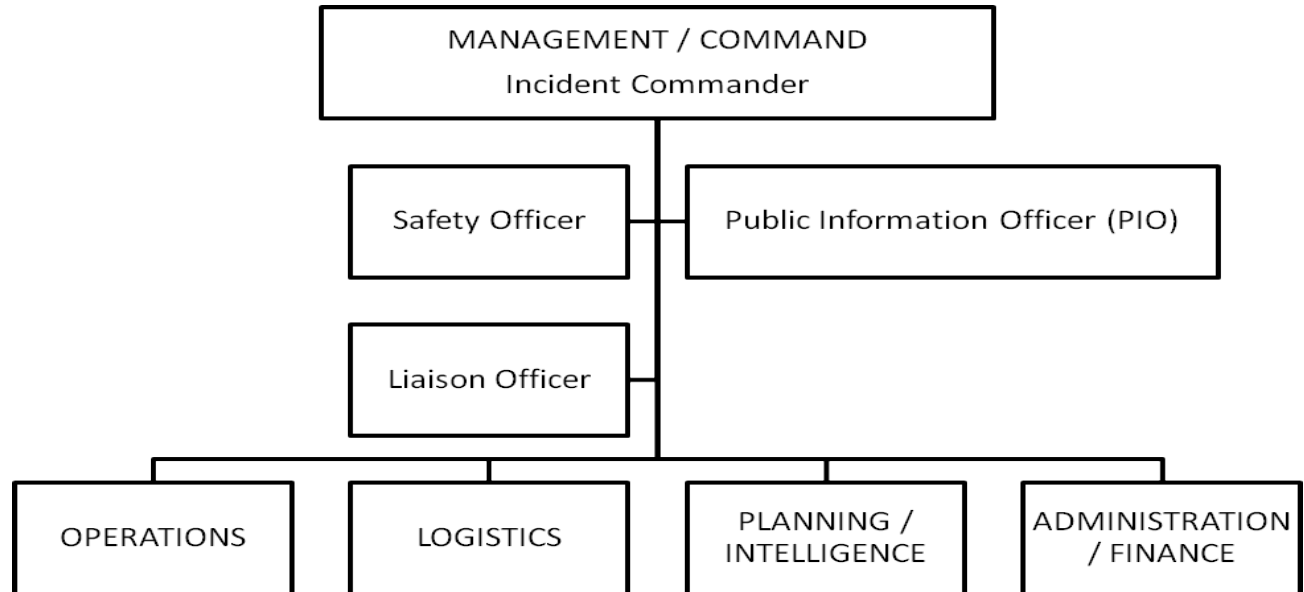 MANAGEMENT / COMMAND
Incident Commander
Safety Officer
Public Information Officer (PIO)
Liaison Officer
OPERATIONS
LOGISTICS
PLANNING /
INTELLIGENCE
ADMINISTRATION
/ FINANCE